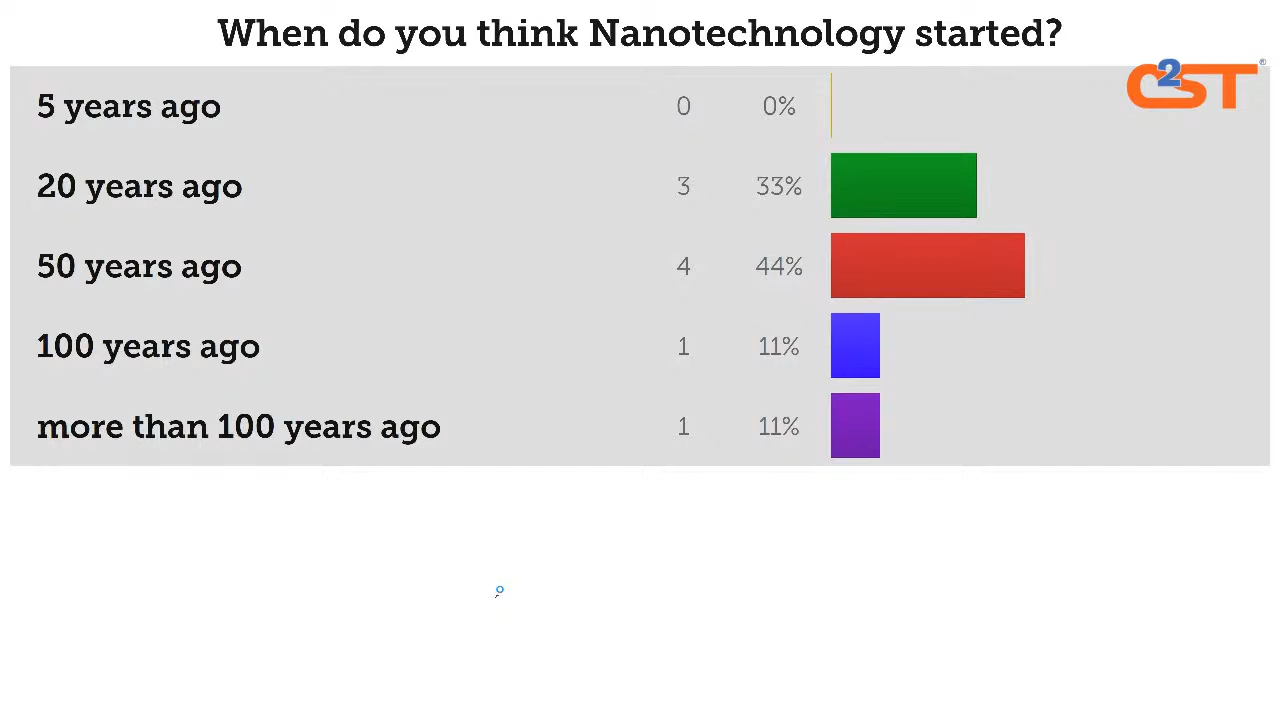 When do you think Nanotechnology started?
C2ST®
5 years ago 0 0%
20 years ago 3 33%
50 years ago 4 44%
100 years ago 1 11%
more than 100 years ago 1 11%